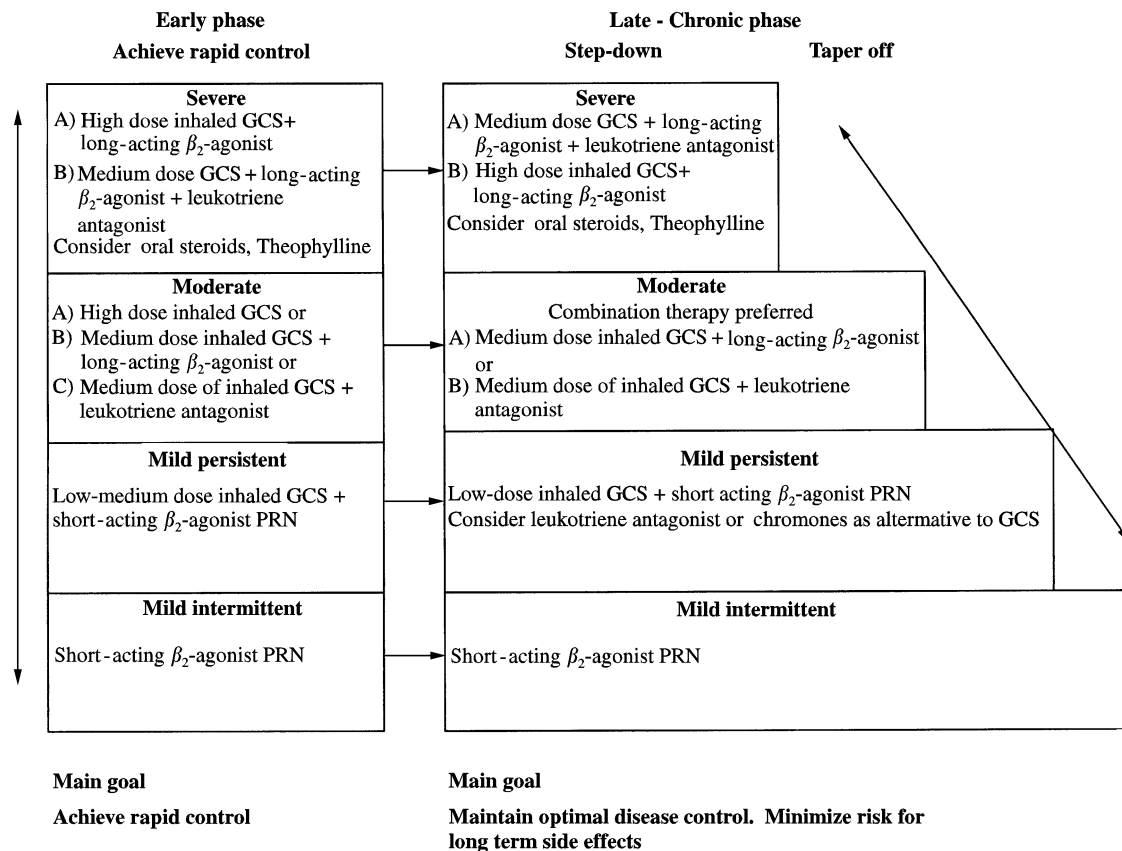 Early phase
Achieve rapid control
Late - Chronic phase
Step-down
Taper off
Severe
A) High dose inhaled GCS+
long-acting β₂-agonist
B) Medium dose GCS + long-acting
β₂-agonist + leukotriene
antagonist
Consider oral steroids, Theophylline
Severe
A) Medium dose GCS + long-acting
β₂-agonist + leukotriene antagonist
B) High dose inhaled GCS+
long-acting β₂-agonist
Consider oral steroids, Theophylline
Moderate
A) High dose inhaled GCS or
B) Medium dose inhaled GCS +
long-acting β₂-agonist or
C) Medium dose of inhaled GCS +
leukotriene antagonist
Moderate
Combination therapy preferred
A) Medium dose inhaled GCS + long-acting β₂-agonist
or
B) Medium dose of inhaled GCS + leukotriene
antagonist
Mild persistent
Low-medium dose inhaled GCS +
short-acting β₂-agonist PRN
Mild persistent
Low-dose inhaled GCS + short acting β₂-agonist PRN
Consider leukotriene antagonist or chromones as alternative to GCS
Mild intermittent
Short-acting β₂-agonist PRN
Mild intermittent
Short-acting β₂-agonist PRN
Main goal
Achieve rapid control
Main goal
Maintain optimal disease control. Minimize risk for
long term side effects